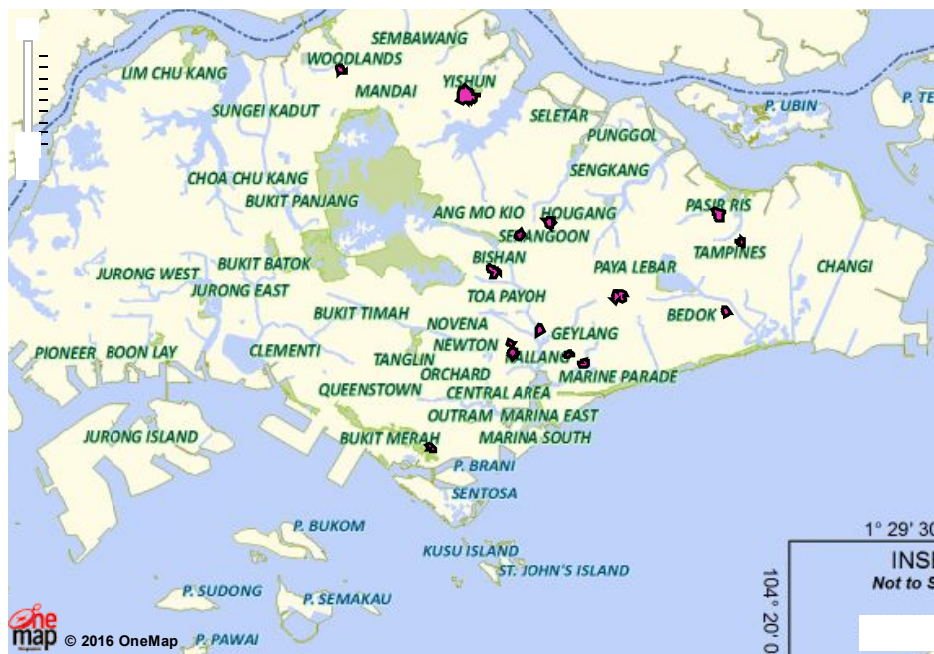 SEMBAWANG
WOODLANDS
LIM CHU KANG
YISHUN
MANDAI
P. UBIN
P. TE
SUNGEI KADUT
SELETAR
PUNGGOL
SENGKANG
CHOA CHU KANG
BUKIT PANJANG
ANG MO KIO
HOUGANG
PASIR RIS
SERANGOON
TAMPINES
BISHAN
BUKIT BATOK
PAYA LEBAR
CHANGI
JURONG WEST
JURONG EAST
TOA PAYOH
BUKIT TIMAH
NOVENA
BEDOK
GEYLANG
NEWTON
PIONEER
BOON LAY
CLEMENTI
TANGLIN
KALLANG
ORCHARD
MARINE PARADE
QUEENSTOWN
CENTRAL AREA
OUTRAM
MARINA EAST
JURONG ISLAND
BUKIT MERAH
MARINA SOUTH
P. BRANI
SENTOSA
P. BUKOM
1° 29' 30
KUSU ISLAND
INS
Not to S
ST. JOHN'S ISLAND
104° 20' 0
P. SUDONG
P. SEMAKAU
One
map
© 2016 OneMap
P. PAWAI